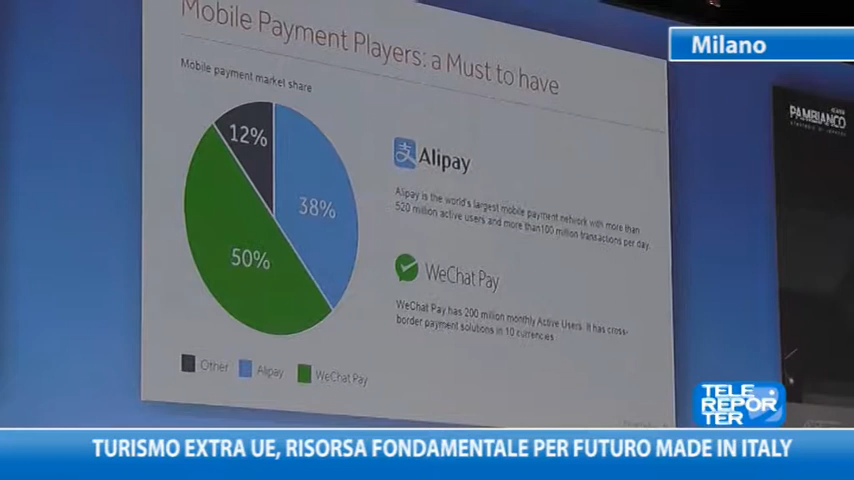 Mobile Payment Players: a Must to have
Milano
Mobile payment market share
PAMBIANCO
12%
38%
50%
支 Alipay
Alipay is the world's largest mobile payment network with more than
520 million active users and more than100 million transactions per day.
WeChat Pay
WeChat Pay has 200 million monthly Active Users. It has cross-
border payment solutions in 10 currencies
Other Alipay WeChat Pay
TELE
REPOR
TER
TURISMO EXTRA UE, RISORSA FONDAMENTALE PER FUTURO MADE IN ITALY